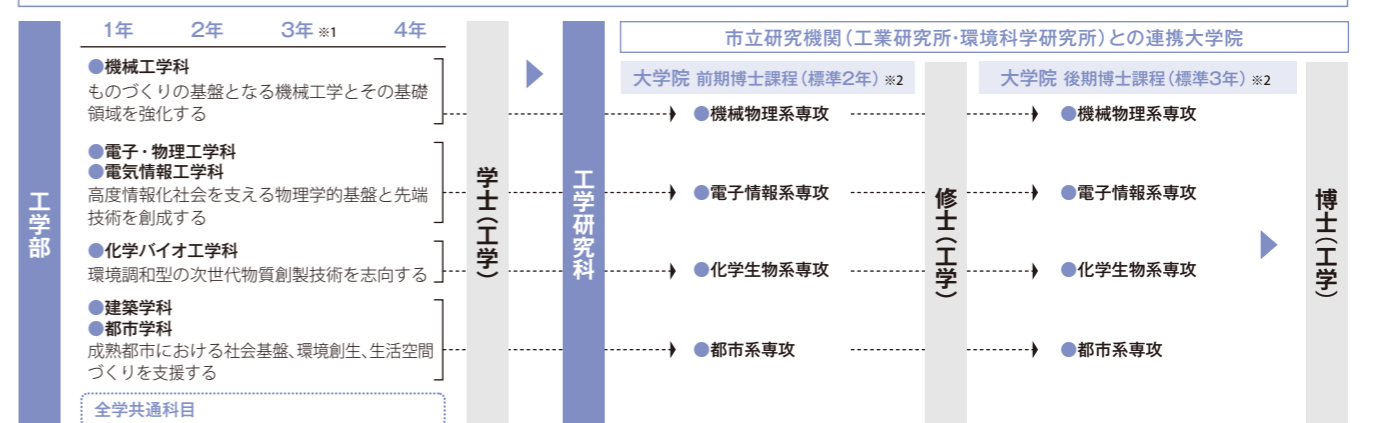 1年 2年 3年 ※1 4年
市立研究機関（工業研究所・環境科学研究所）との連携大学院
大学院 前期博士課程（標準2年）※2
大学院 後期博士課程（標準3年）※2
工学部
●機械工学科
ものづくりの基盤となる機械工学とその基礎
領域を強化する
●電子・物理工学科
●電気情報工学科
高度情報化社会を支える物理学的基盤と先端
技術を創成する
●化学バイオ工学科
環境調和型の次世代物質創製技術を志向する
●建築学科
●都市学科
成熟都市における社会基盤、環境創生、生活空間
づくりを支援する
全学共通科目
学士（工学）
工学研究科
●機械物理系専攻
●電子情報系専攻
●化学生物系専攻
●都市系専攻
修士（工学）
●機械物理系専攻
●電子情報系専攻
●化学生物系専攻
●都市系専攻
博士（工学）